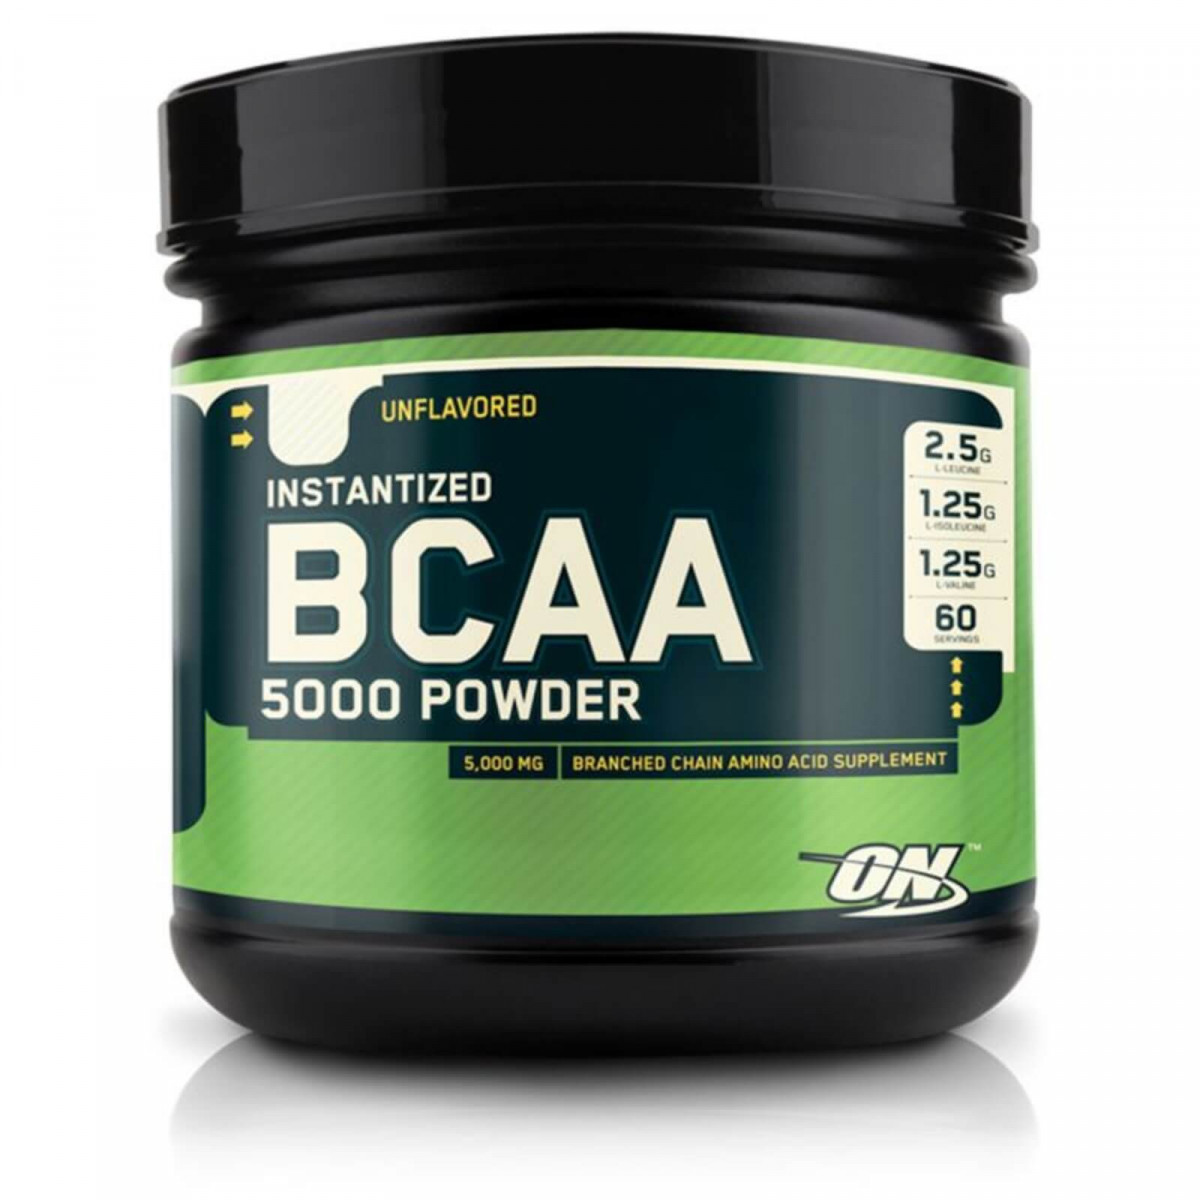 UNFLAVORED
INSTANTIZED
BCAA
5000 POWDER
5,000 MG
BRANCHED CHAIN AMINO ACID SUPPLEMENT
2.5G
L-LEUCINE
1.25G
L-ISOLEUCINE
1.25G
L-VALINE
60
SERVINGS
ON™